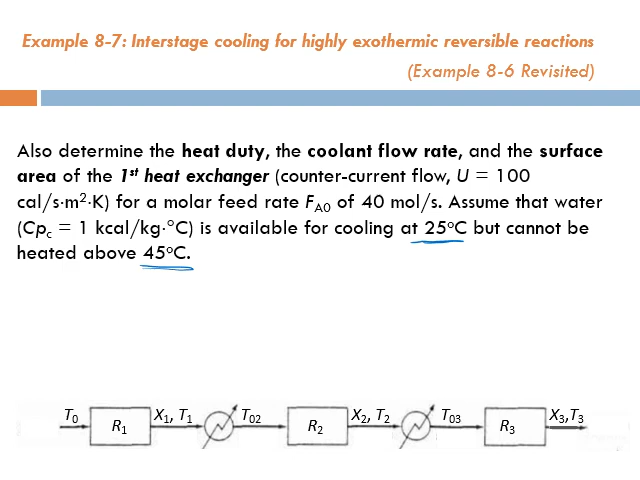 Example 8-7: Interstage cooling for highly exothermic reversible reactions
(Example 8-6 Revisited)
Also determine the heat duty, the coolant flow rate, and the surface
area of the 1st heat exchanger (counter-current flow, U = 100
cal/s·m²·K) for a molar feed rate F_A0 of 40 mol/s. Assume that water
(Cp_c = 1 kcal/kg·°C) is available for cooling at 25°C but cannot be
heated above 45°C.
T₀ R₁ X₁, T₁ T₀₂ R₂ X₂, T₂ T₀₃ R₃ X₃,T₃